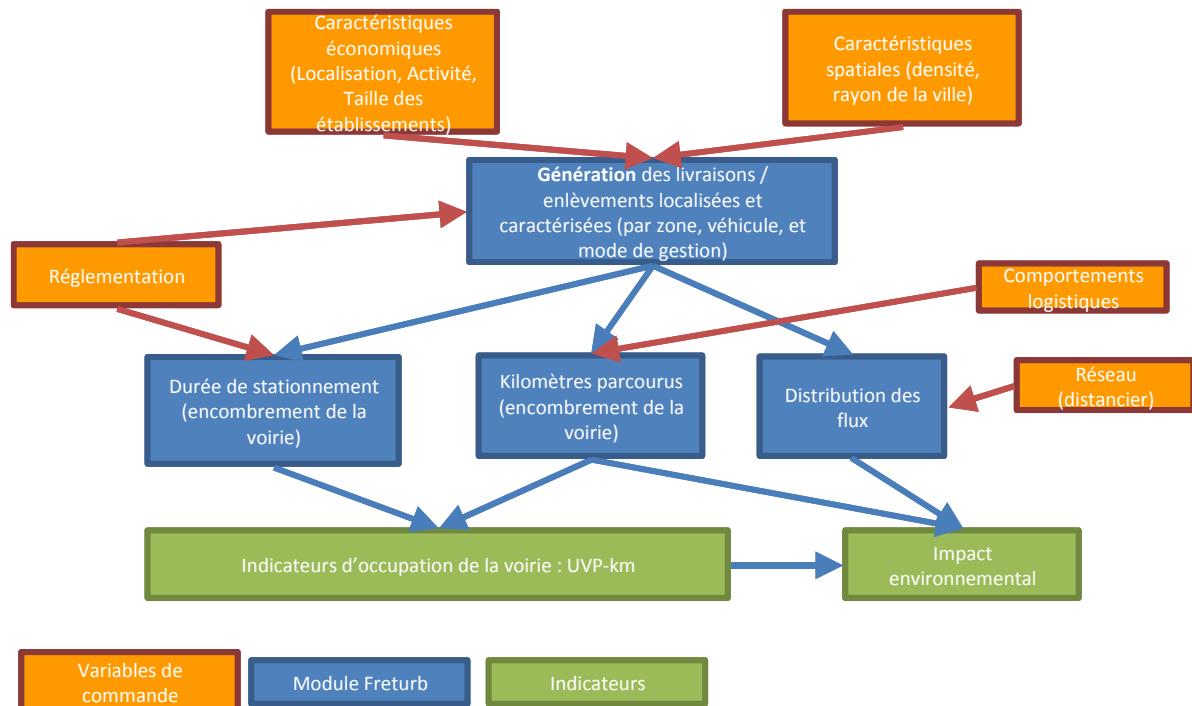 Caractéristiques
économiques
(Localisation, Activité,
Taille des
établissements)
Caractéristiques
spatiales (densité,
rayon de la ville)
Génération des livraisons /
enlèvements localisées et
caractérisées (par zone, véhicule, et
mode de gestion)
Réglementation
Comportements
logistiques
Durée de stationnement
(encombrement de la
voirie)
Kilomètres parcourus
(encombrement de la
voirie)
Distribution des
flux
Réseau
(distancier)
Indicateurs d’occupation de la voirie : UVP-km
Impact
environnemental
Variables de
commande
Module Freturb
Indicateurs